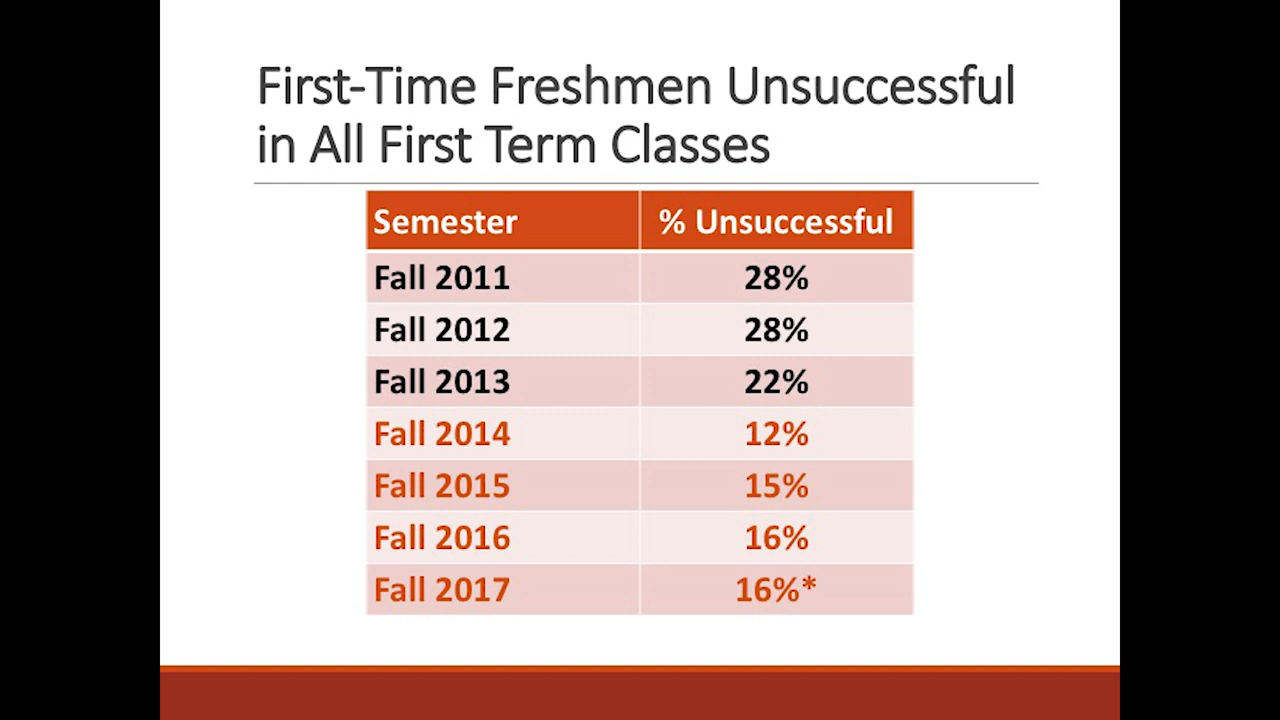 First-Time Freshmen Unsuccessful
in All First Term Classes
Semester % Unsuccessful
Fall 2011 28%
Fall 2012 28%
Fall 2013 22%
Fall 2014 12%
Fall 2015 15%
Fall 2016 16%
Fall 2017 16%*